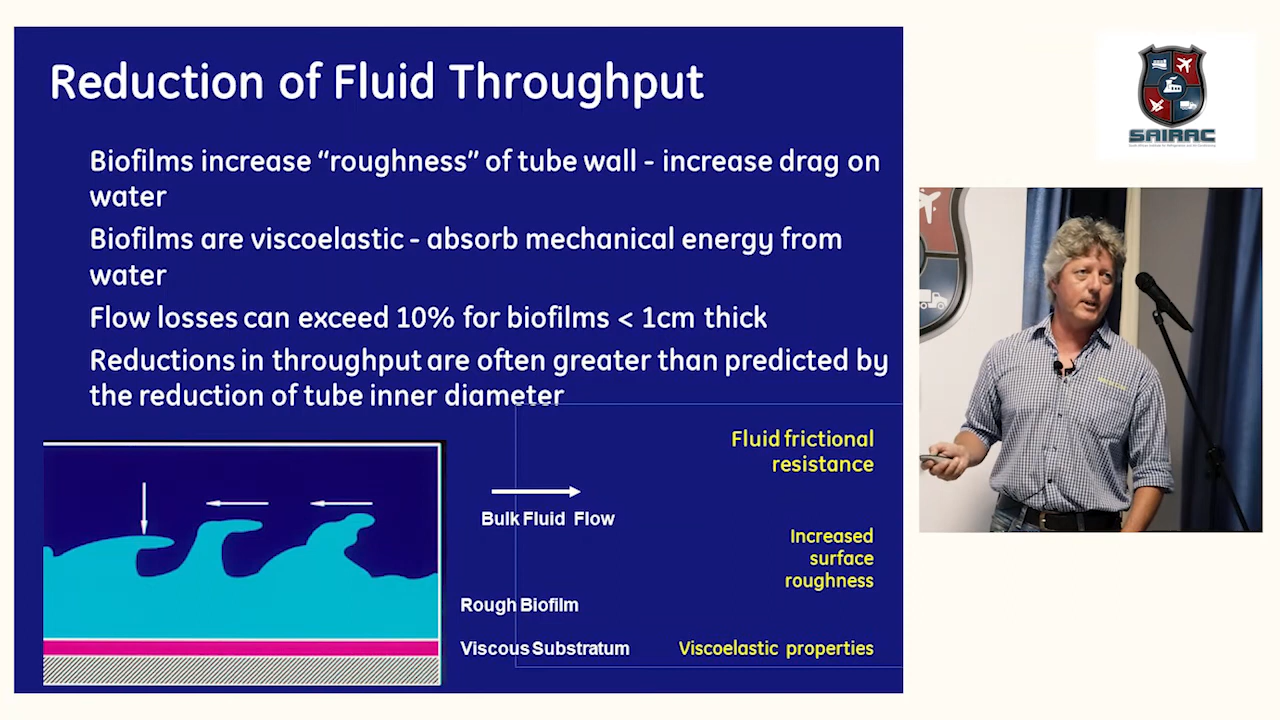 Reduction of Fluid Throughput
Biofilms increase “roughness” of tube wall - increase drag on
water
Biofilms are viscoelastic - absorb mechanical energy from
water
Flow losses can exceed 10% for biofilms < 1cm thick
Reductions in throughput are often greater than predicted by
the reduction of tube inner diameter
Fluid frictional
resistance
Bulk Fluid Flow
Increased
surface
roughness
Rough Biofilm
Viscous Substratum
Viscoelastic properties
SAIRAC